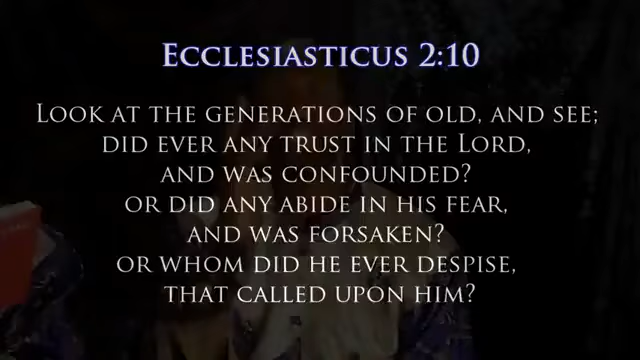 Ecclesiasticus 2:10
Look at the generations of old, and see;
did ever any trust in the Lord,
and was confounded?
or did any abide in his fear,
and was forsaken?
or whom did he ever despise,
that called upon him?